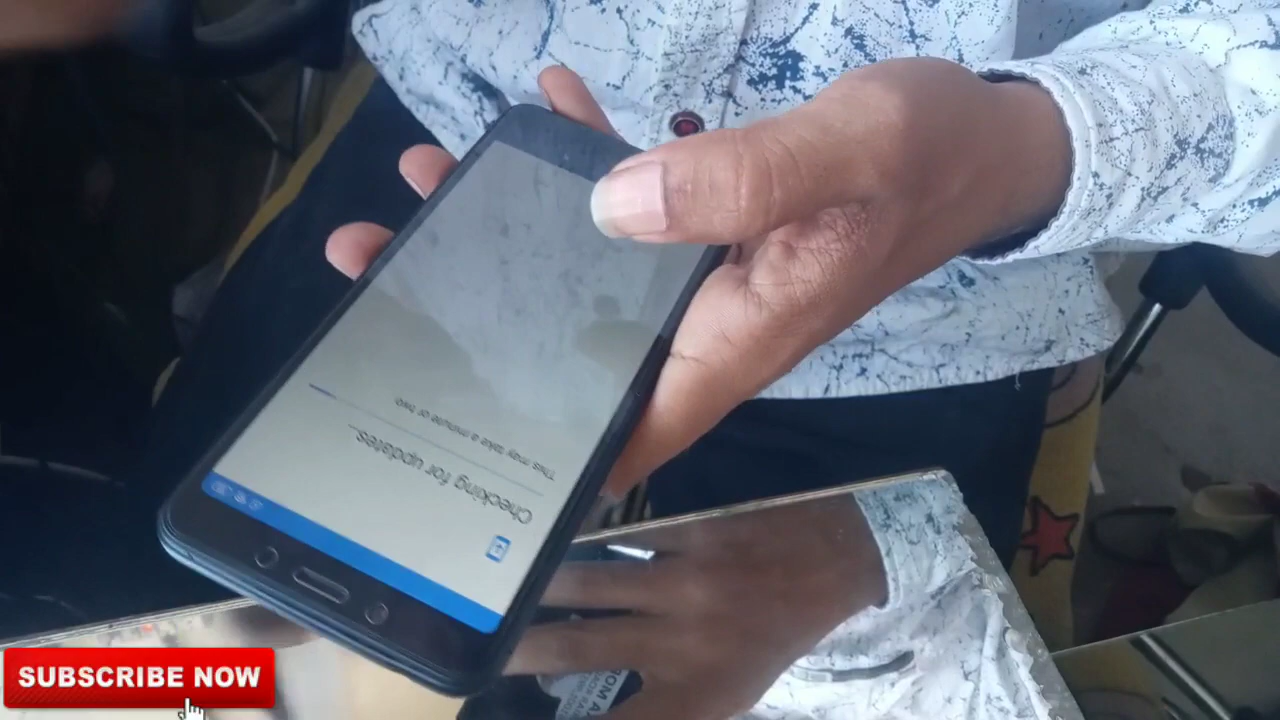 Checking for updates...
This may take a minute or two.
SUBSCRIBE NOW